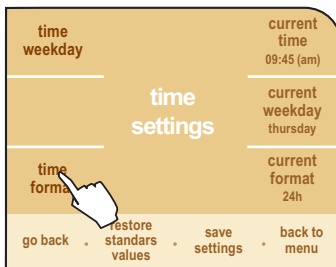 time
weekday
time
settings
current
time
09:45 (am)
current
weekday
thursday
time
current
format
24h
go back
restore
standars
values
save
settings
back to
menu